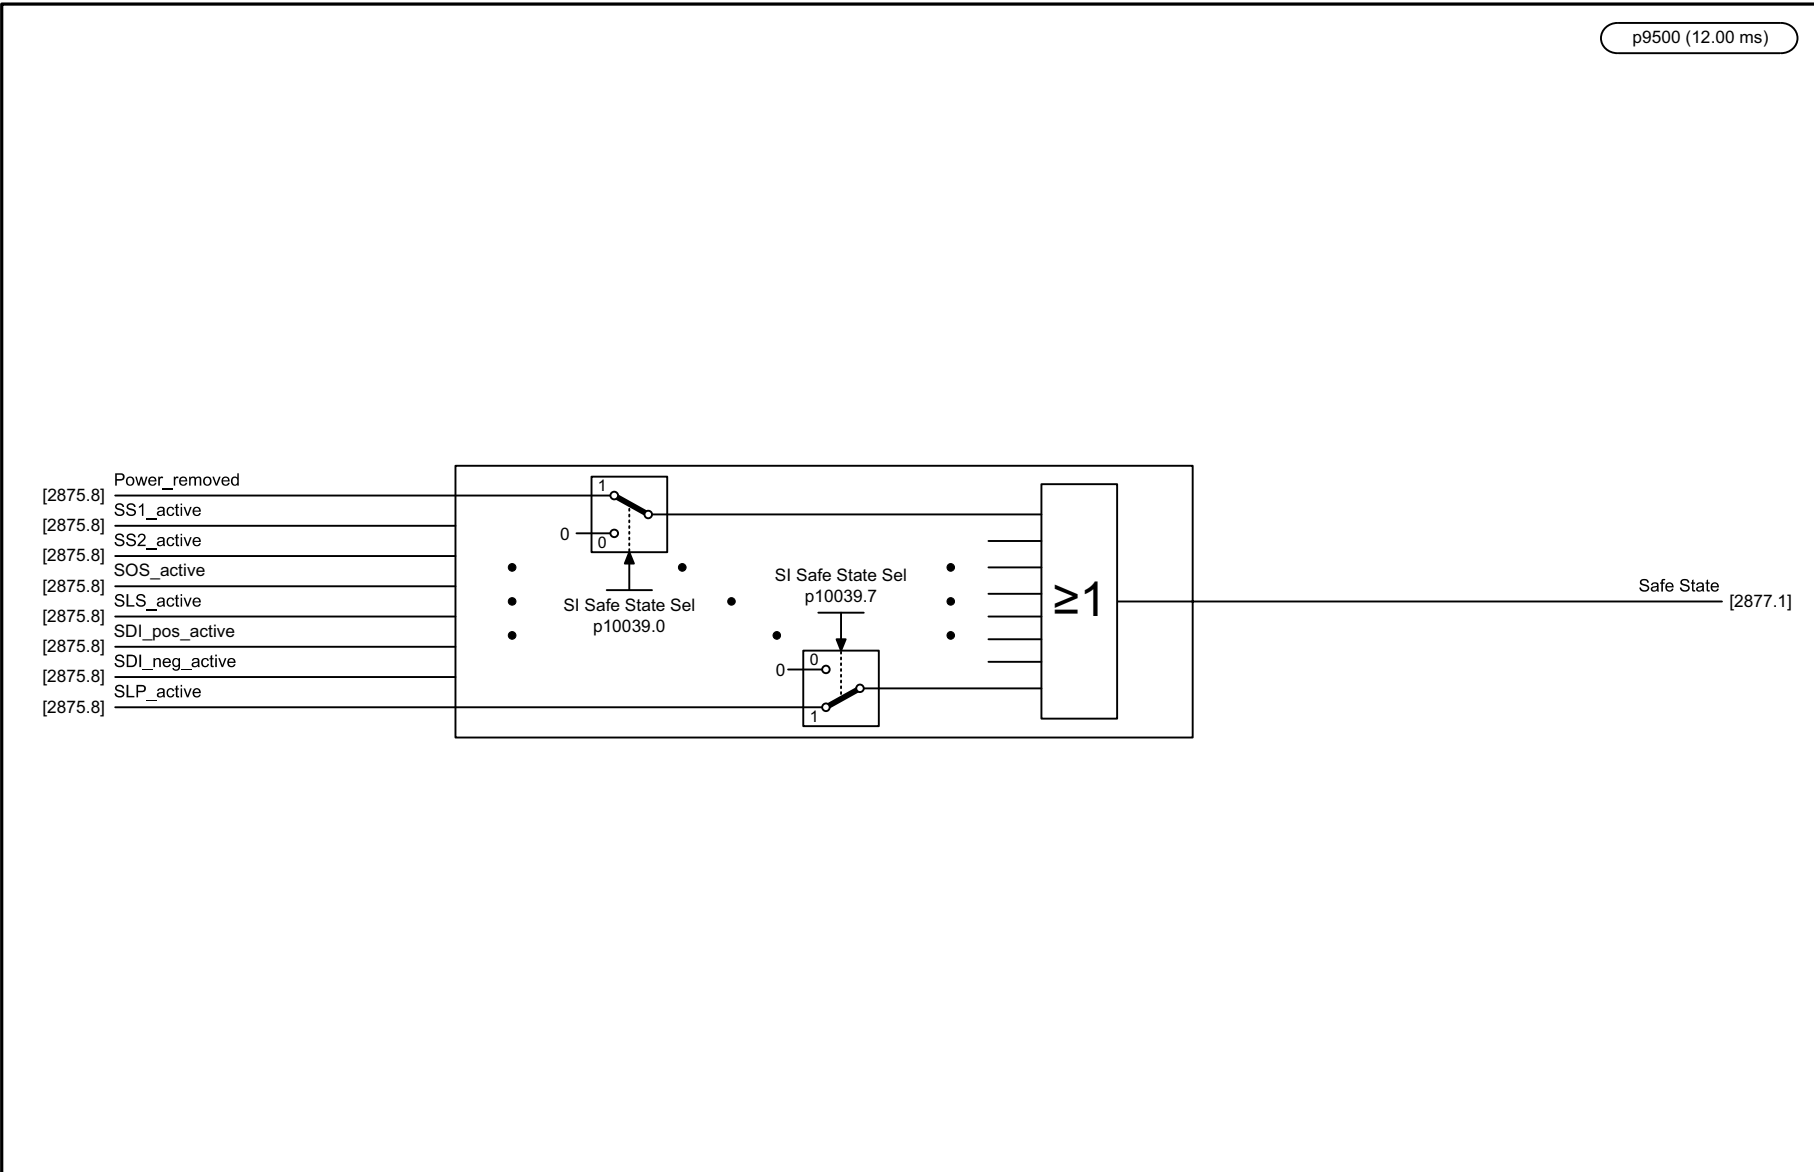 p9500 (12.00 ms)
Power_removed
[2875.8]
SS1_active
[2875.8]
SS2_active
[2875.8]
SOS_active
[2875.8]
SLS_active
[2875.8]
SDI_pos_active
[2875.8]
SDI_neg_active
[2875.8]
SLP_active
[2875.8]
1
0
0
SI Safe State Sel
p10039.0
SI Safe State Sel
p10039.7
0
0
1
≥1
Safe State
[2877.1]